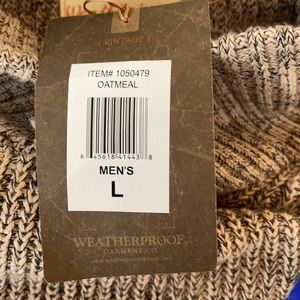 VINTAGE
ITEM# 1050479
OATMEAL
6 45618 41443 8
MEN'S
L
WEATHERPROOF
GARMENT CO.